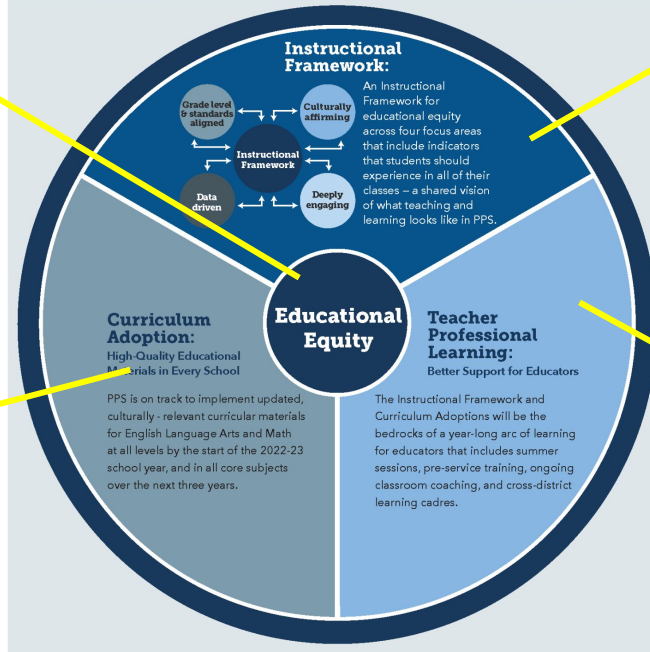 Instructional
Framework:
Grade level
& standards
aligned
Culturally
affirming
Instructional
Framework
Data
driven
Deeply
engaging
An Instructional
Framework for
educational equity
across four focus areas
that include indicators
that students should
experience in all of their
classes – a shared vision
of what teaching and
learning looks like in PPS.
Educational
Equity
Curriculum
Adoption:
High-Quality Educational
Materials in Every School
PPS is on track to implement updated,
culturally - relevant curricular materials
for English Language Arts and Math
at all levels by the start of the 2022-23
school year, and in all core subjects
over the next three years.
Teacher
Professional
Learning:
Better Support for Educators
The Instructional Framework and
Curriculum Adoptions will be the
bedrocks of a year-long arc of learning
for educators that includes summer
sessions, pre-service training, ongoing
classroom coaching, and cross-district
learning cadres.